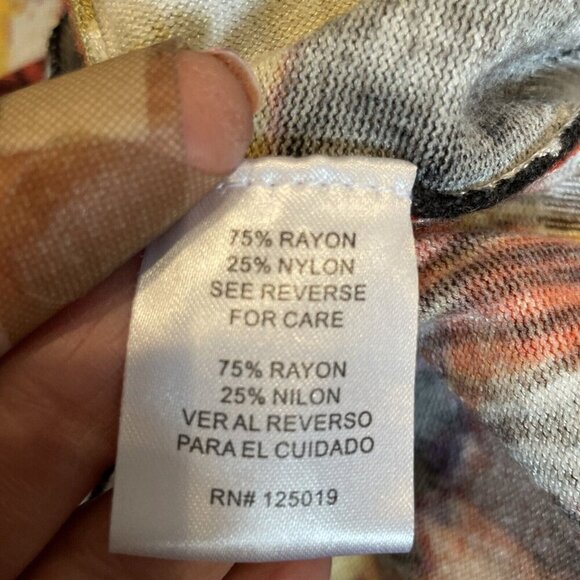 75% RAYON
25% NYLON
SEE REVERSE
FOR CARE
75% RAYON
25% NILON
VER AL REVERSO
PARA EL CUIDADO
RN# 125019